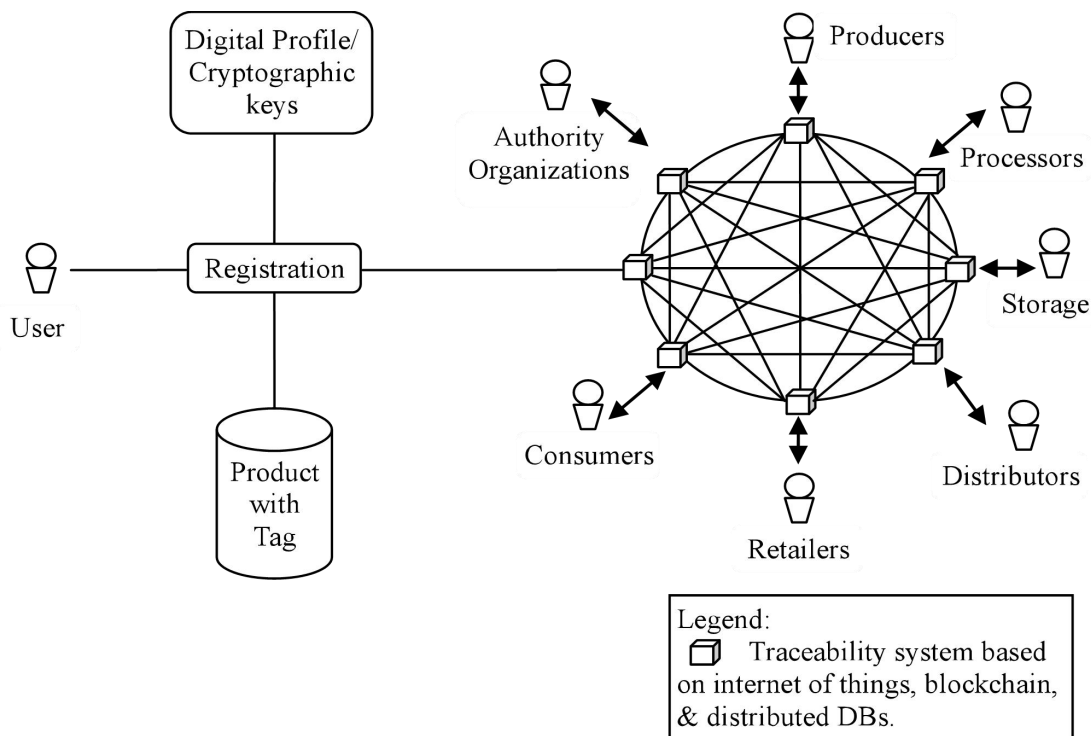 Digital Profile/
Cryptographic
keys
Producers
Authority
Organizations
Processors
Registration
User
Storage
Product
with
Tag
Consumers
Distributors
Retailers
Legend:
Traceability system based
on internet of things, blockchain,
& distributed DBs.